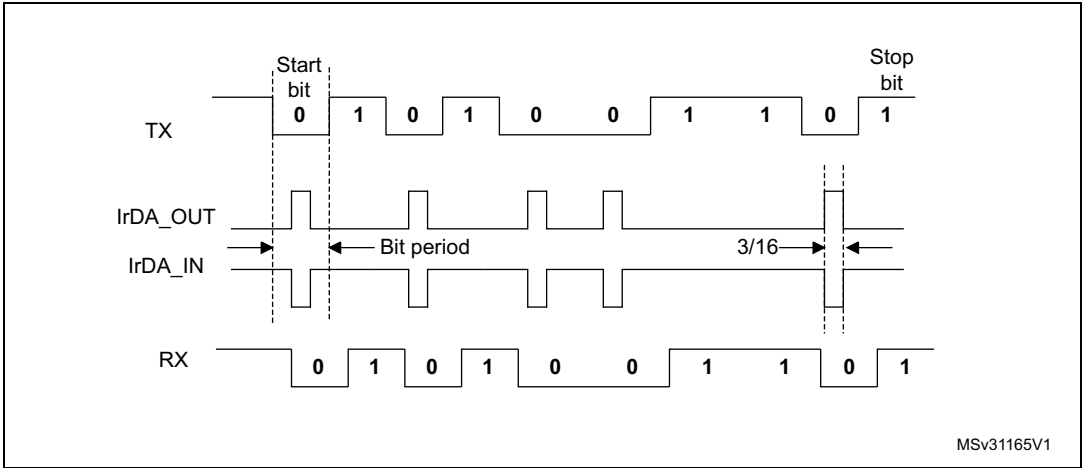 Start
bit
Stop
bit
TX
0 1 0 1 0 0 1 1 0 1
IrDA_OUT
Bit period
3/16
IrDA_IN
RX
0 1 0 1 0 0 1 1 0 1
MSv31165V1